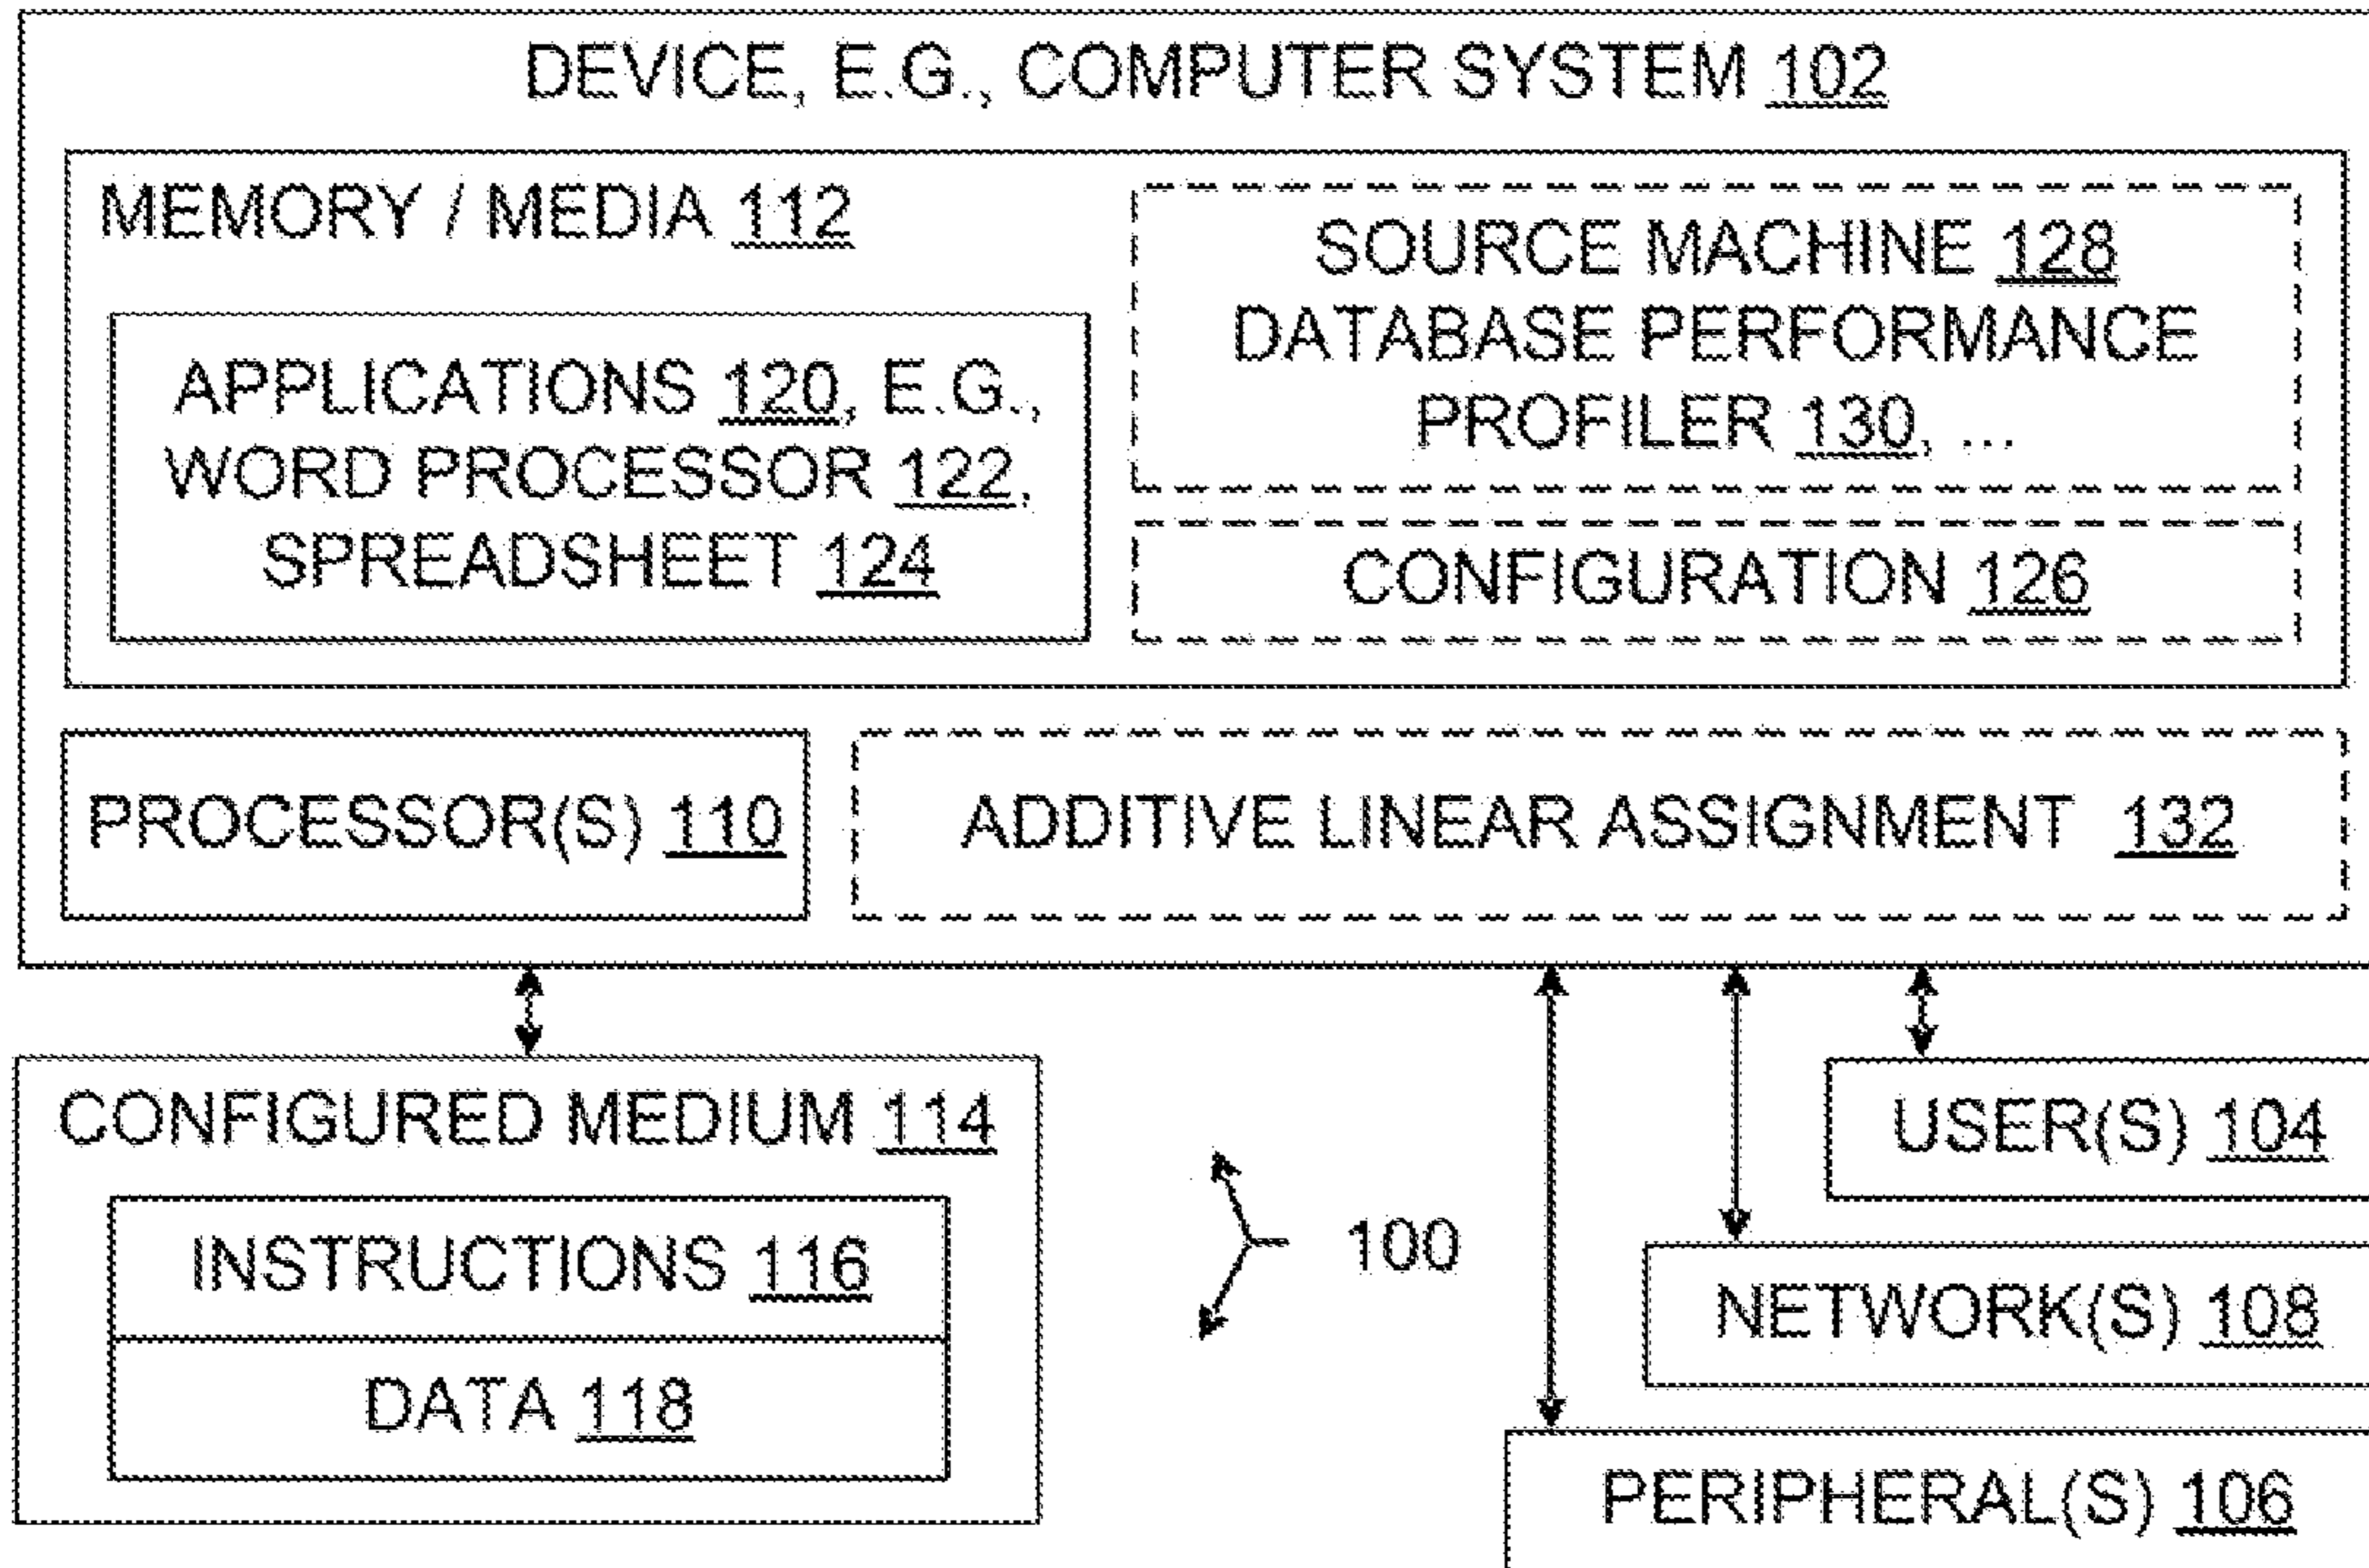 DEVICE, E.G., COMPUTER SYSTEM 102
MEMORY / MEDIA 112
APPLICATIONS 120, E.G.,
WORD PROCESSOR 122,
SPREADSHEET 124
SOURCE MACHINE 128
DATABASE PERFORMANCE
PROFILER 130, ...
CONFIGURATION 126
PROCESSOR(S) 110
ADDITIVE LINEAR ASSIGNMENT 132
CONFIGURED MEDIUM 114
INSTRUCTIONS 116
DATA 118
100
USER(S) 104
NETWORK(S) 108
PERIPHERAL(S) 106